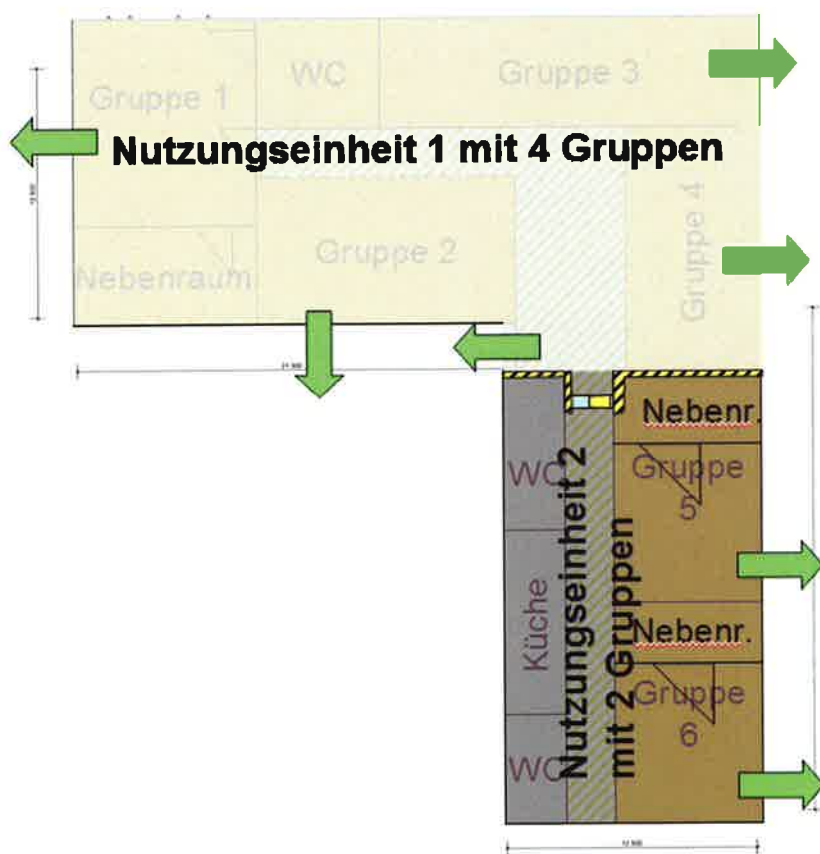 WC
Gruppe 3
Gruppe 1
Nutzungseinheit 1 mit 4 Gruppen
Gruppe 2
Gruppe 4
Nebenraum
Nebenr.
WC
Gruppe
5
Nutzungseinheit 2
mit 2 Gruppen
Küche
Nebenr.
Gruppe
6
WC